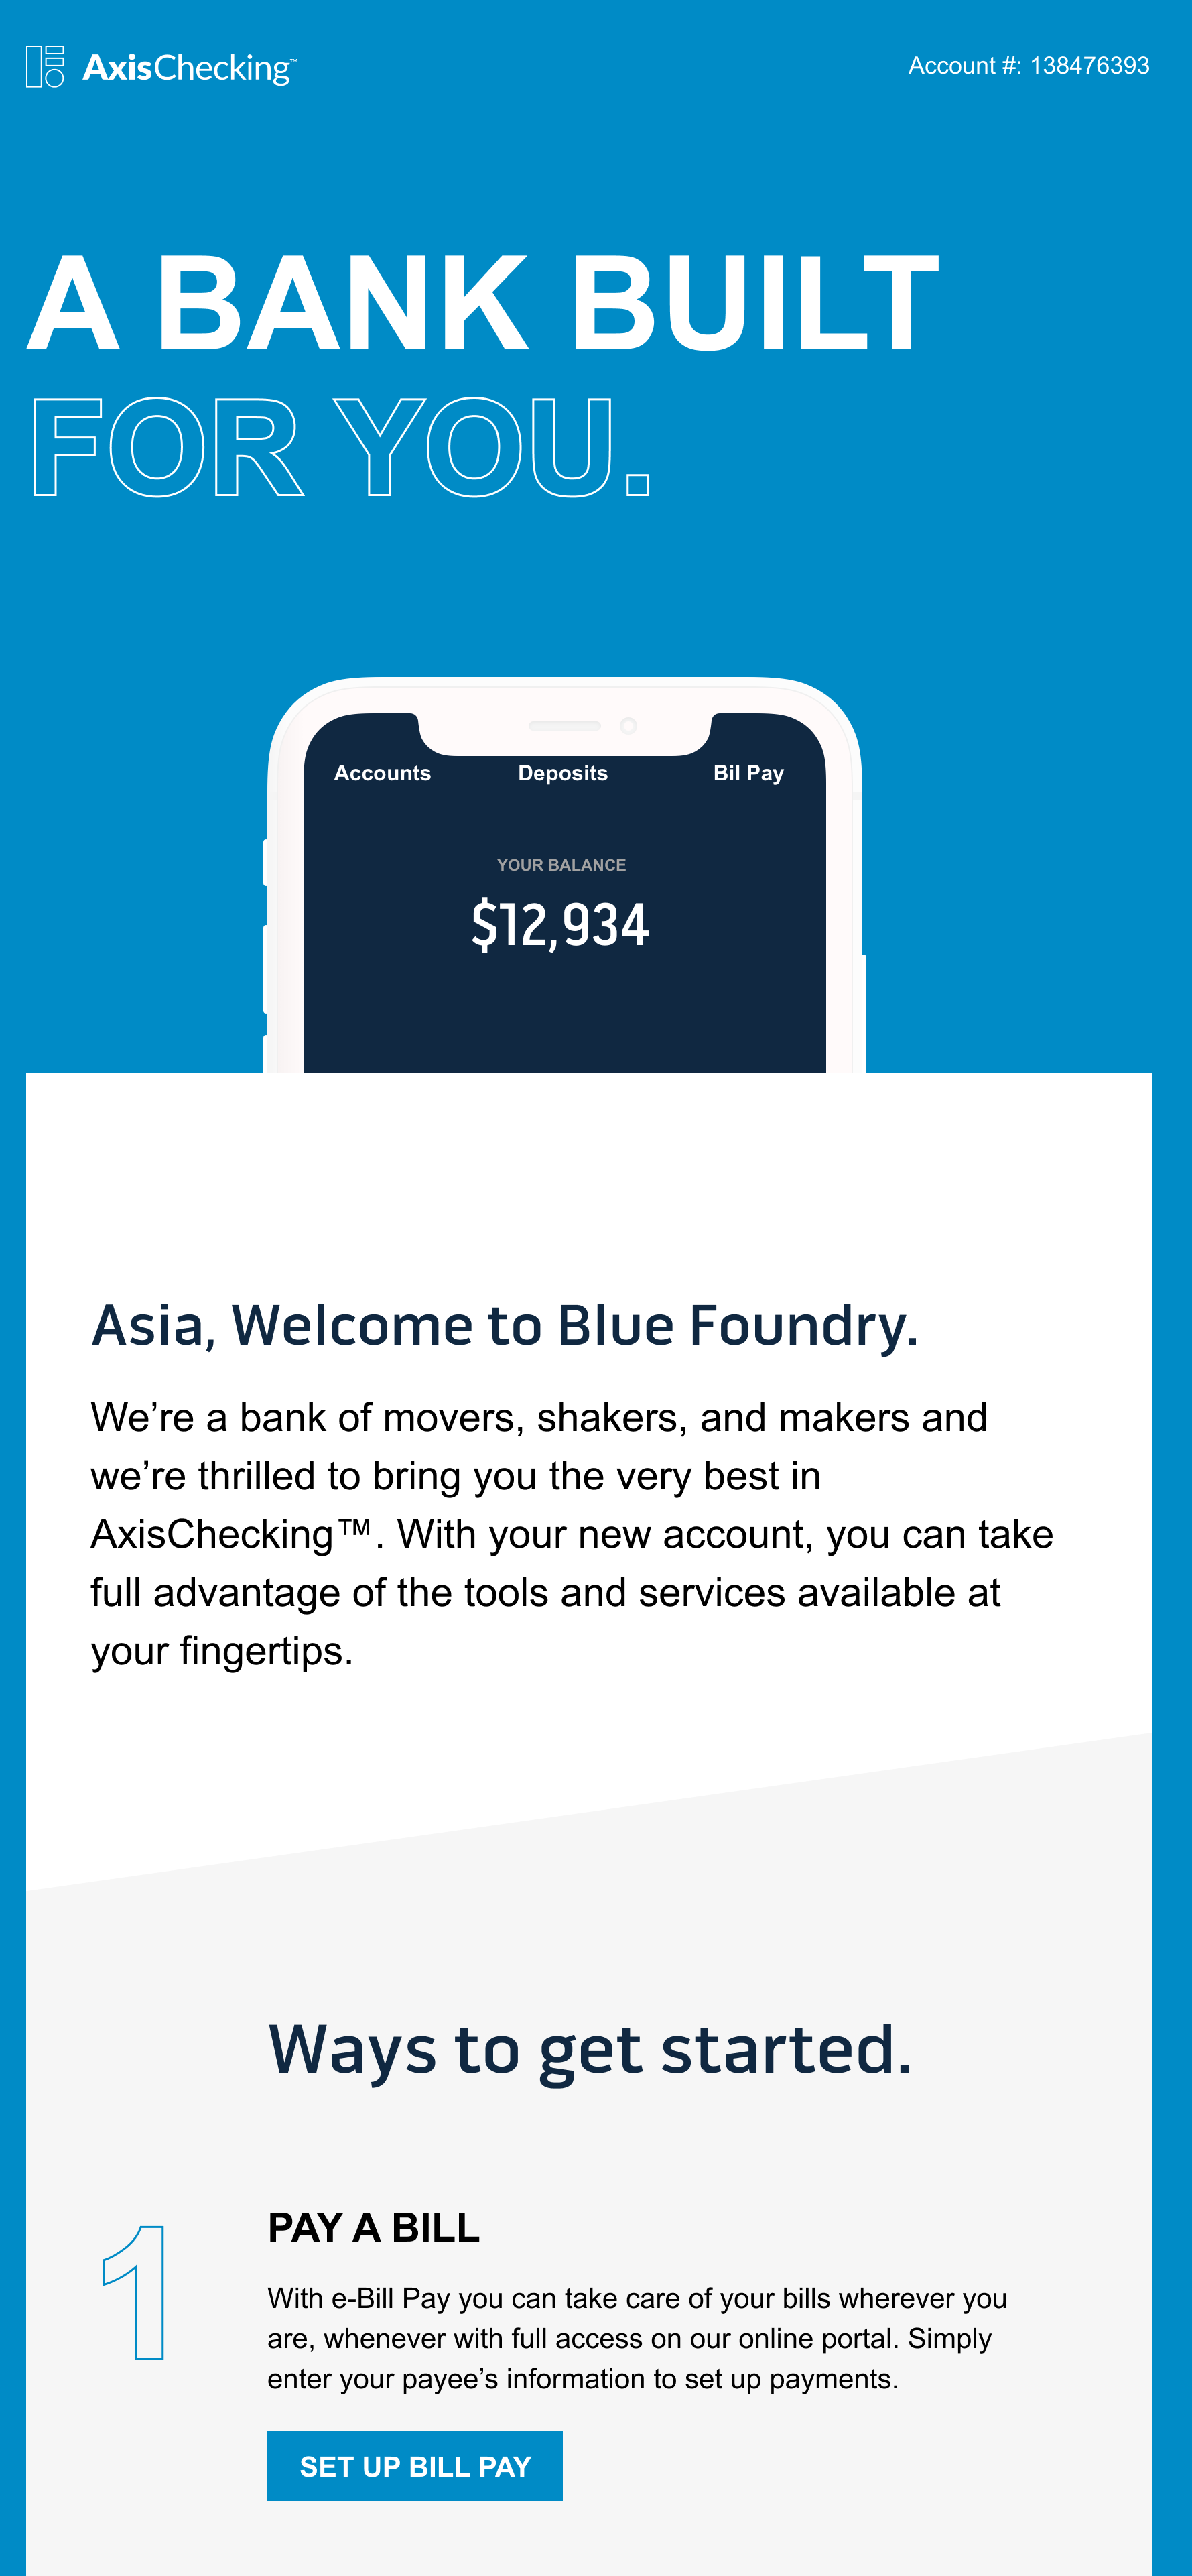 AxisChecking™
Account #: 138476393
A BANK BUILT
FOR YOU.
Accounts Deposits Bil Pay
YOUR BALANCE
$12,934
Asia, Welcome to Blue Foundry.
We’re a bank of movers, shakers, and makers and
we’re thrilled to bring you the very best in
AxisChecking™. With your new account, you can take
full advantage of the tools and services available at
your fingertips.
Ways to get started.
1
PAY A BILL
With e-Bill Pay you can take care of your bills wherever you
are, whenever with full access on our online portal. Simply
enter your payee’s information to set up payments.
SET UP BILL PAY